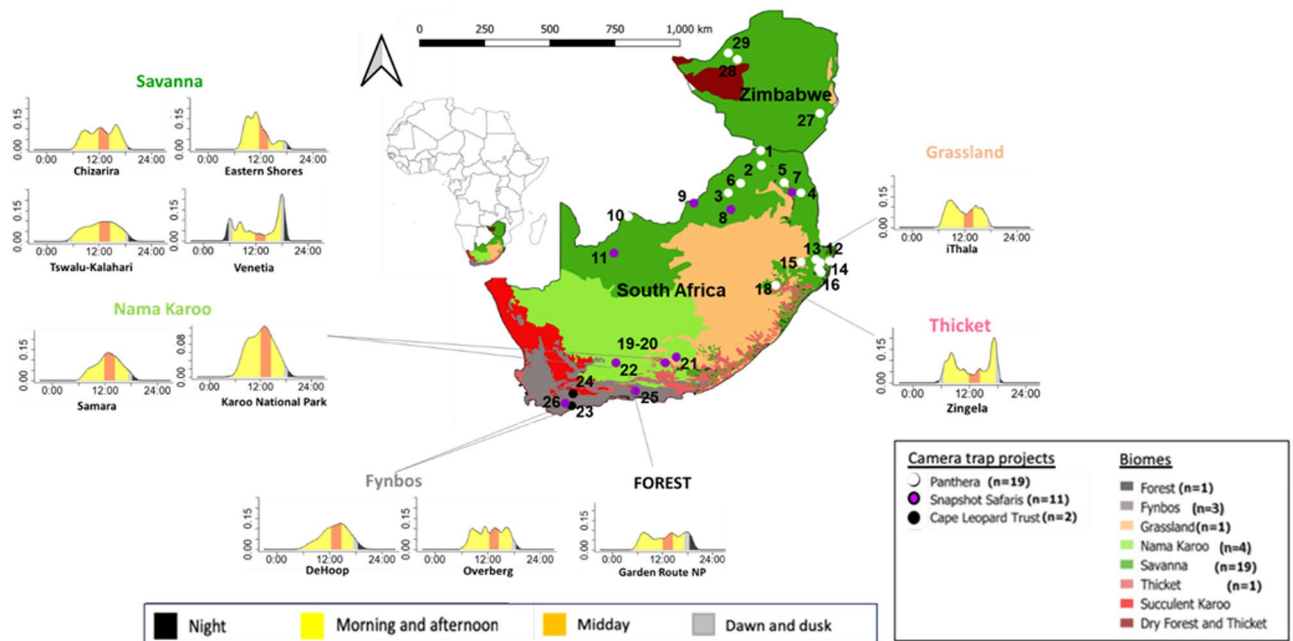 0 250 500 750 1,000 km
29
28
Zimbabwe
27
Savanna
0.15
0.00
0:00 12:00 24:00
Chizarira
0.15
0.00
0:00 12:00 24:00
Eastern Shores
0.15
0.00
0:00 12:00 24:00
Tswalu-Kalahari
0.15
0.00
0:00 12:00 24:00
Venetia
1
2
5
7
6
3
4
9
8
10
11
13 12
15
14
16
18
South Africa
19-20
21
22
24
25
26
23
Grassland
0.15
0.00
0:00 12:00 24:00
iThala
Nama Karoo
0.15
0.00
0:00 12:00 24:00
Samara
0.08
0.00
0:00 12:00 24:00
Karoo National Park
Thicket
0.15
0.00
0:00 12:00 24:00
Zingela
Fynbos
0.15
0.00
0:00 12:00 24:00
DeHoop
0.15
0.00
0:00 12:00 24:00
Overberg
FOREST
0.15
0.00
0:00 12:00 24:00
Garden Route NP
Camera trap projects
Panthera (n=19)
Snapshot Safaris (n=11)
Cape Leopard Trust (n=2)
Biomes
Forest (n=1)
Fynbos (n=3)
Grassland (n=1)
Nama Karoo (n=4)
Savanna (n=19)
Thicket (n=1)
Succulent Karoo
Dry Forest and Thicket
Night Morning and afternoon Midday Dawn and dusk